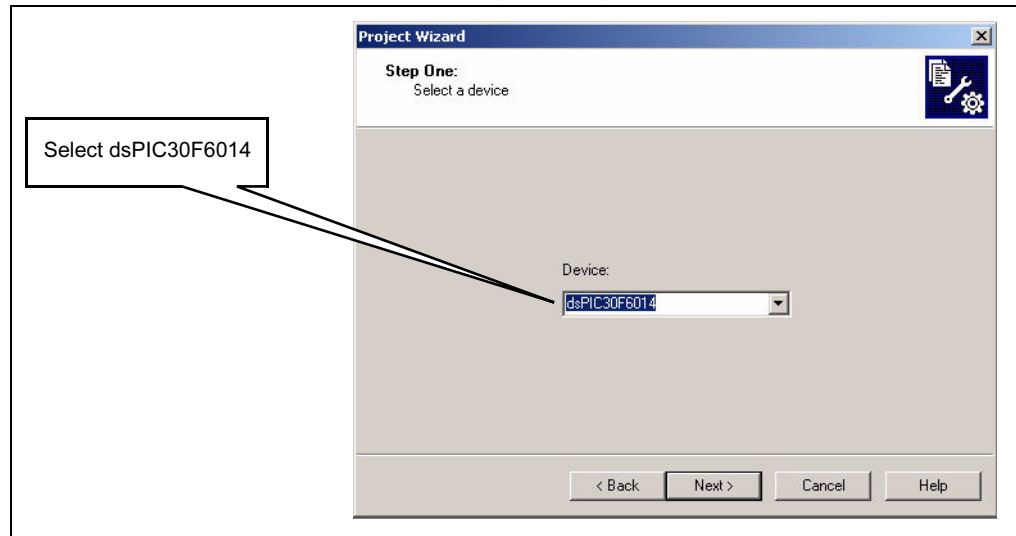 Project Wizard
Step One:
Select a device
Select dsPIC30F6014
Device:
dsPIC30F6014
< Back
Next >
Cancel
Help